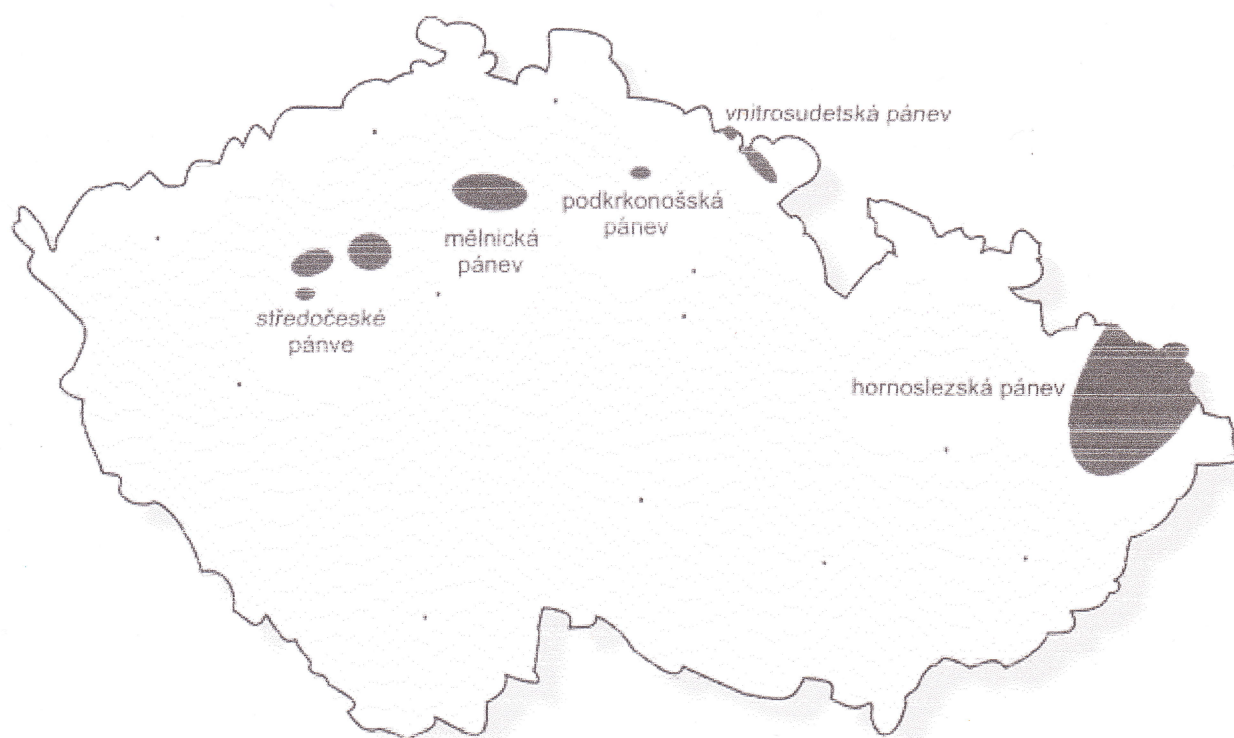 vnitrosudetská pánev
podkrkonošská
pánev
mělnická
pánev
středočeské
pánve
hornoslezská pánev